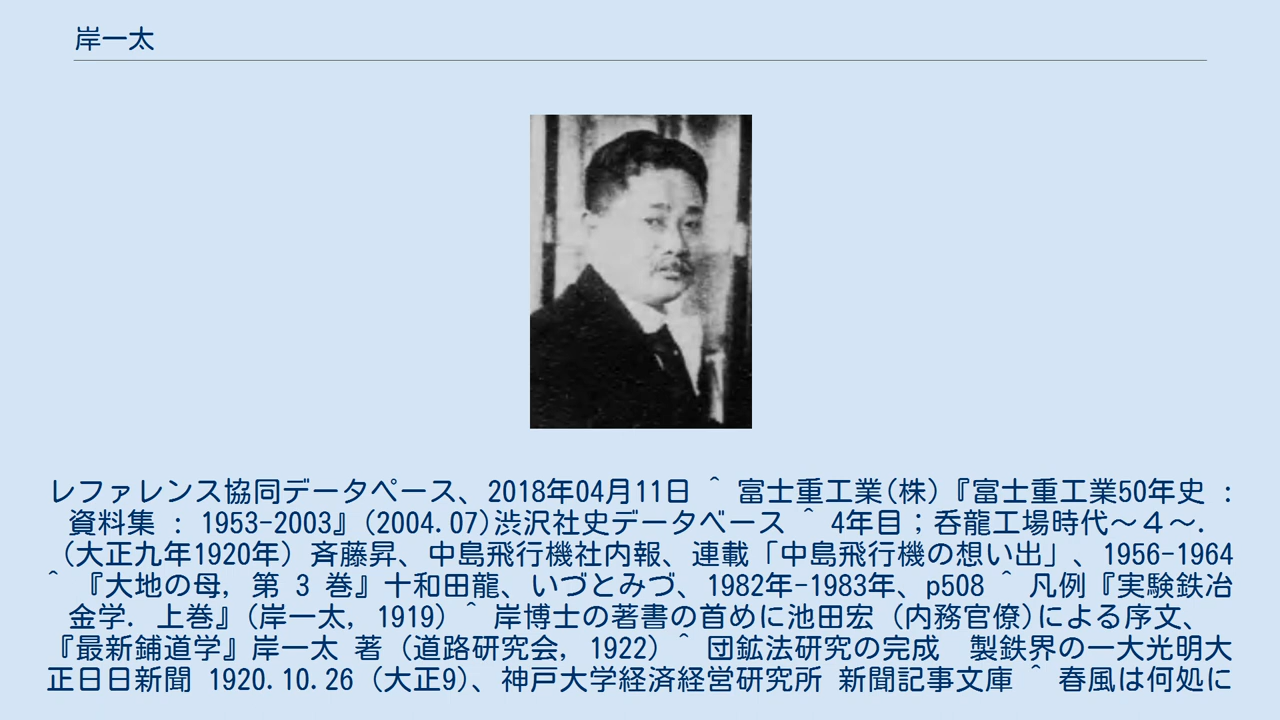 岸一太
レファレンス協同データベース、2018年04月11日 ^ 富士重工業(株)『富士重工業50年史 :
資料集 : 1953-2003』(2004.07)渋沢社史データベース ^ 4年目；呑龍工場時代～４～.
(大正九年1920年) 斉藤昇、中島飛行機社内報、連載「中島飛行機の想い出」、1956-1964
^ 『大地の母, 第 3 巻』十和田龍、いづとみづ、1982年-1983年、p508 ^ 凡例『実験鉄冶
金学. 上巻』(岸一太, 1919) ^ 岸博士の著書の首めに池田宏 (内務官僚)による序文、
『最新鋪道学』岸一太 著 (道路研究会, 1922) ^ 団鉱法研究の完成　製鉄界の一大光明大
正日日新聞 1920.10.26 (大正9)、神戸大学経済経営研究所 新聞記事文庫 ^ 春風は何処に